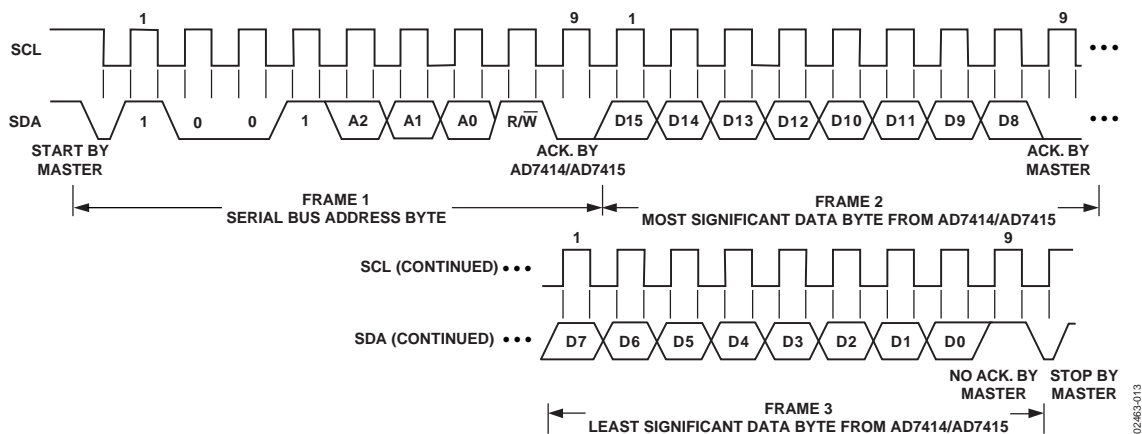 1 9 1 9
SCL
SDA 1 0 0 1 A2 A1 A0 R/W̅ D15 D14 D13 D12 D10 D11 D9 D8
START BY MASTER
ACK. BY AD7414/AD7415
ACK. BY MASTER
FRAME 1
SERIAL BUS ADDRESS BYTE
FRAME 2
MOST SIGNIFICANT DATA BYTE FROM AD7414/AD7415
1 9
SCL (CONTINUED)
SDA (CONTINUED) D7 D6 D5 D4 D3 D2 D1 D0
NO ACK. BY MASTER
STOP BY MASTER
FRAME 3
LEAST SIGNIFICANT DATA BYTE FROM AD7414/AD7415
02463-013